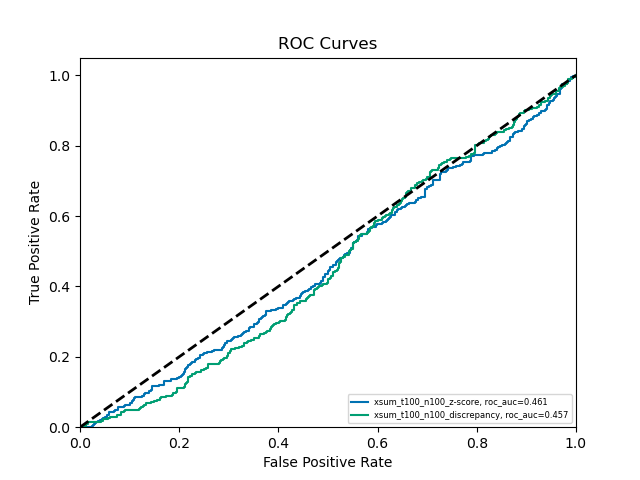 ROC Curves
True Positive Rate
1.0
0.8
0.6
0.4
0.2
0.0
xsum_t100_n100_z-score, roc_auc=0.461
xsum_t100_n100_discrepancy, roc_auc=0.457
0.0 0.2 0.4 0.6 0.8 1.0
False Positive Rate